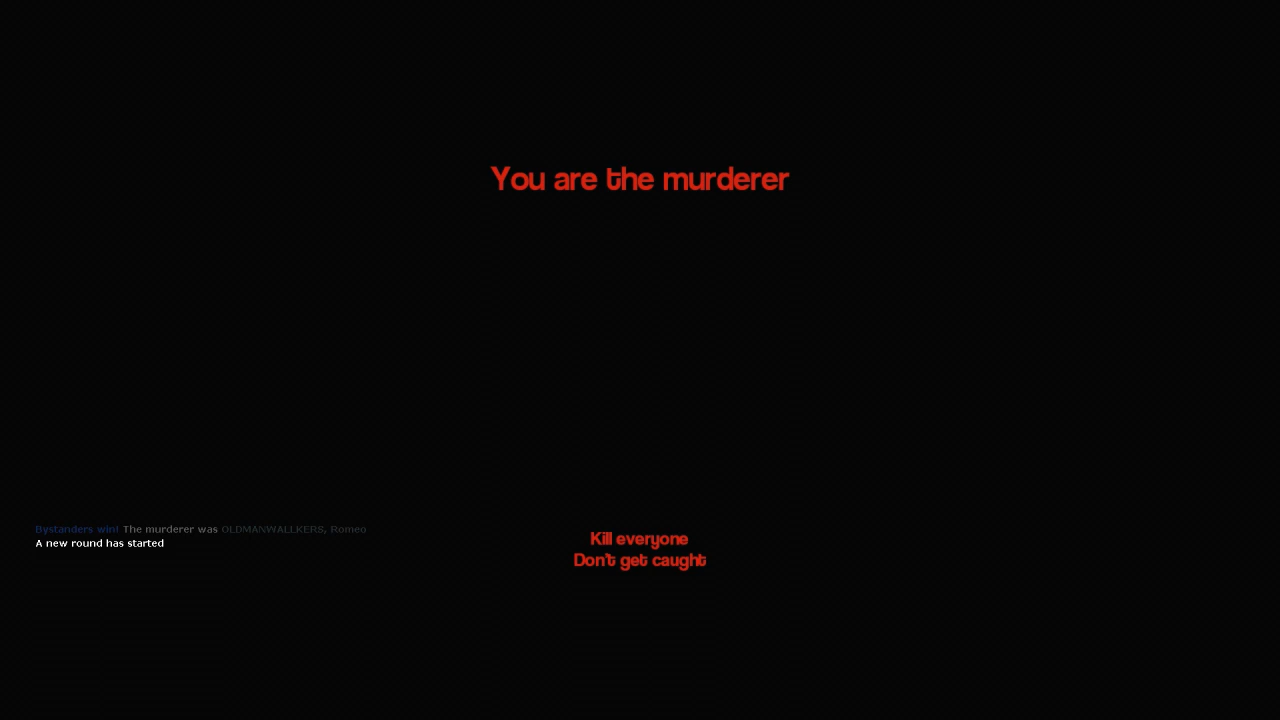 You are the murderer
Bystanders win! The murderer was OLDMANWALLKERS, Romeo
A new round has started
Kill everyone
Don't get caught